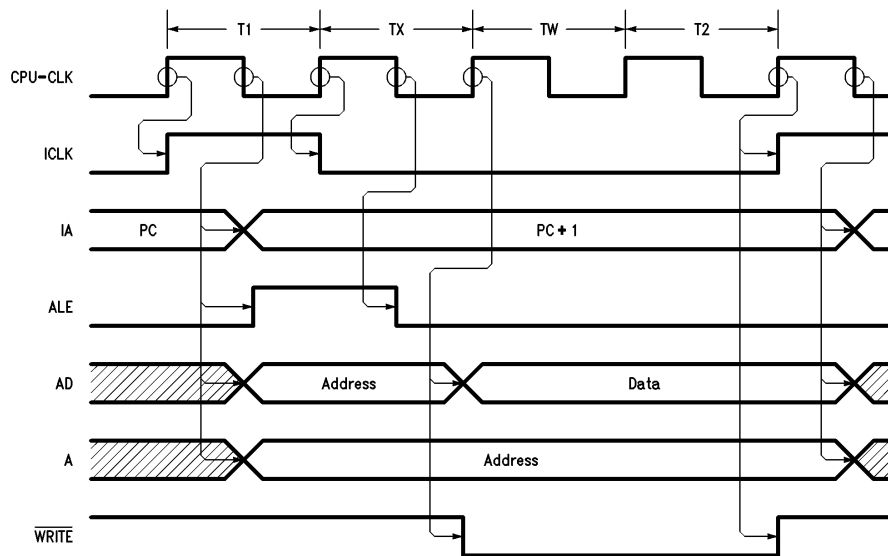 T1 TX TW T2
CPU-CLK
ICLK
IA PC PC + 1
ALE
AD Address Data
A Address
WRITE